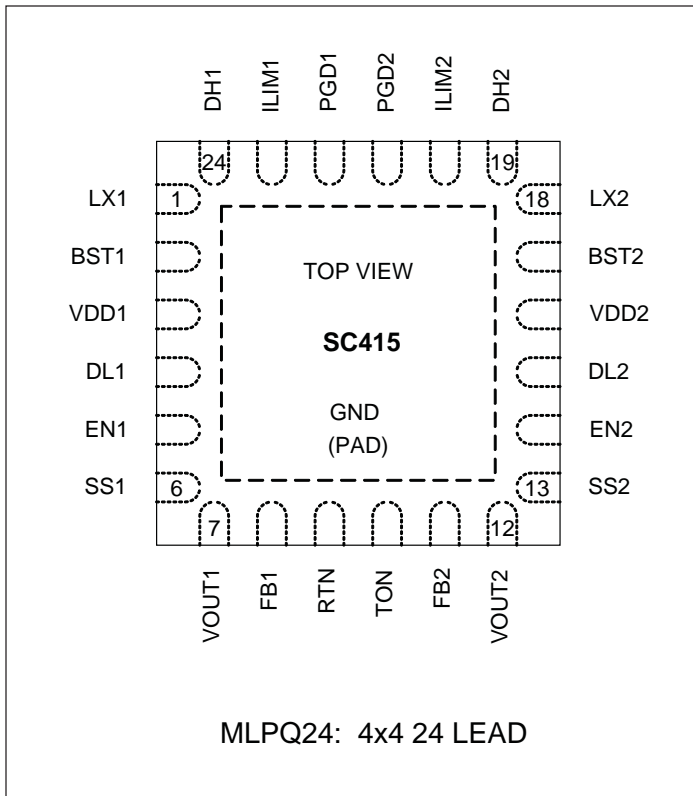 DH1
ILIM1
PGD1
PGD2
ILIM2
DH2
24
19
LX1
1
18
LX2
BST1
BST2
TOP VIEW
VDD1
VDD2
SC415
DL1
DL2
GND
EN1
EN2
(PAD)
SS1
6
13
SS2
7
12
VOUT1
FB1
RTN
TON
FB2
VOUT2
MLPQ24: 4x4 24 LEAD